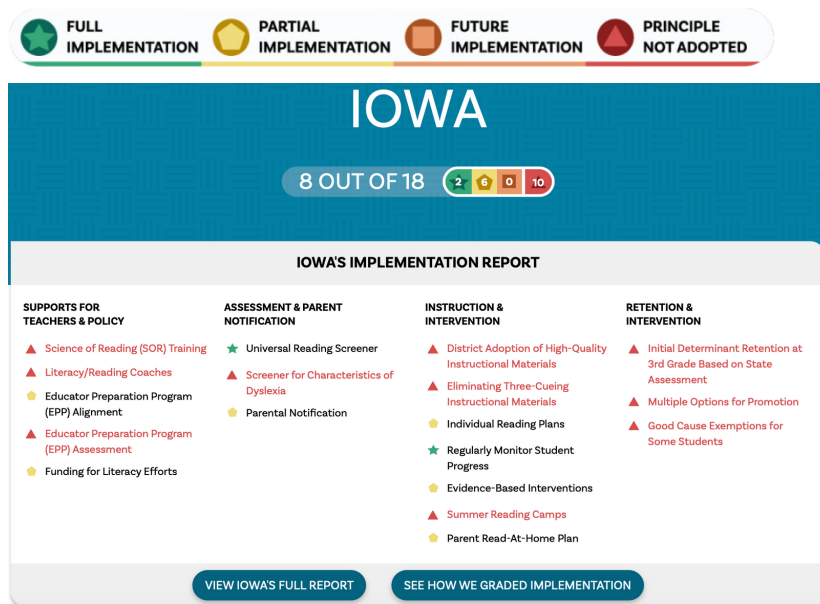 FULL
IMPLEMENTATION
PARTIAL
IMPLEMENTATION
FUTURE
IMPLEMENTATION
PRINCIPLE
NOT ADOPTED
IOWA
8 OUT OF 18
2
6
0
10
IOWA'S IMPLEMENTATION REPORT
SUPPORTS FOR
TEACHERS & POLICY
Science of Reading (SOR) Training
Literacy/Reading Coaches
Educator Preparation Program
(EPP) Alignment
Educator Preparation Program
(EPP) Assessment
Funding for Literacy Efforts
ASSESSMENT & PARENT
NOTIFICATION
Universal Reading Screener
Screener for Characteristics of
Dyslexia
Parental Notification
INSTRUCTION &
INTERVENTION
District Adoption of High-Quality
Instructional Materials
Eliminating Three-Cueing
Instructional Materials
Individual Reading Plans
Regularly Monitor Student
Progress
Evidence-Based Interventions
Summer Reading Camps
Parent Read-At-Home Plan
RETENTION &
INTERVENTION
Initial Determinant Retention at
3rd Grade Based on State
Assessment
Multiple Options for Promotion
Good Cause Exemptions for
Some Students
VIEW IOWA'S FULL REPORT
SEE HOW WE GRADED IMPLEMENTATION